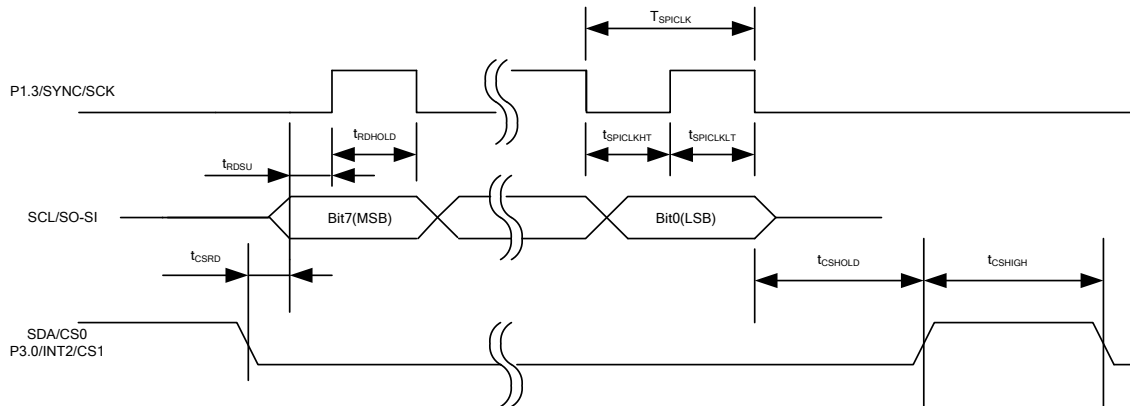 TSPICLK
P1.3/SYNC/SCK
tRDHOLD
tSPICLKHT
tSPICLKLT
tRDSU
SCL/SO-SI
Bit7(MSB)
Bit0(LSB)
tCSRD
tCSHOLD
tCSHIGH
SDA/CS0
P3.0/INT2/CS1